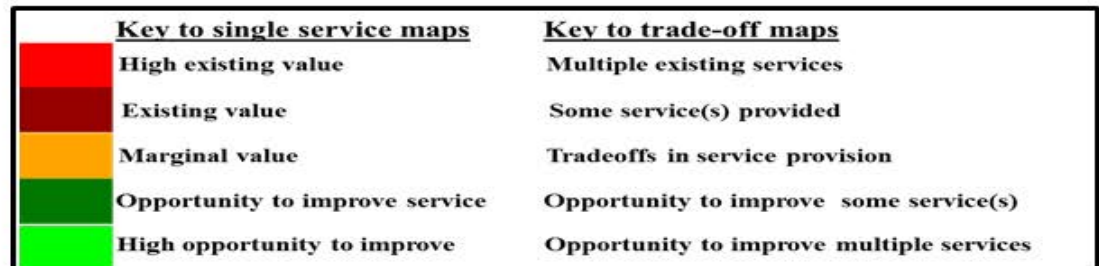 Key to single service maps Key to trade-off maps
High existing value Multiple existing services
Existing value Some service(s) provided
Marginal value Tradeoffs in service provision
Opportunity to improve service Opportunity to improve some service(s)
High opportunity to improve Opportunity to improve multiple services